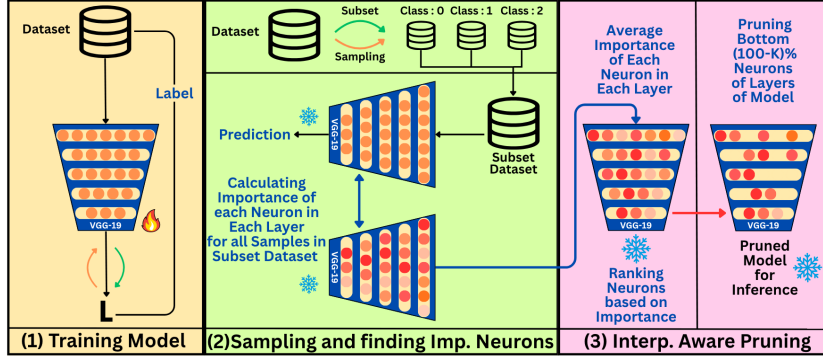 Dataset
Label
VGG-19
L
(1) Training Model
Dataset
Subset
Sampling
Class : 0
Class : 1
Class : 2
Prediction
VGG-19
Subset
Dataset
Calculating
Importance of
each Neuron in
Each Layer
for all Samples in
Subset Dataset
VGG-19
(2)Sampling and finding Imp. Neurons
Average
Importance
of Each
Neuron in
Each Layer
VGG-19
Ranking
Neurons
based on
Importance
Pruning
Bottom
(100-K)%
Neurons
of Layers
of Model
VGG-19
Pruned
Model
for
Inference
(3) Interp. Aware Pruning